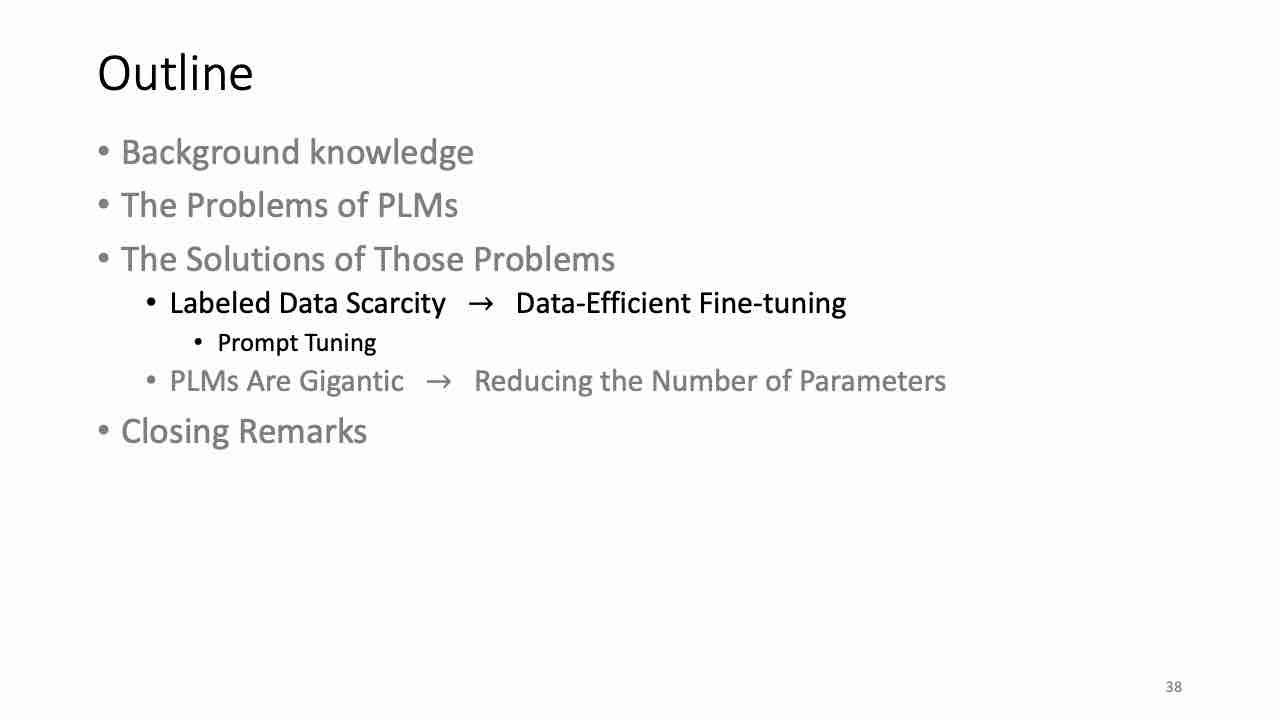 Outline
• Background knowledge
• The Problems of PLMs
• The Solutions of Those Problems
• Labeled Data Scarcity → Data-Efficient Fine-tuning
• Prompt Tuning
• PLMs Are Gigantic → Reducing the Number of Parameters
• Closing Remarks
38